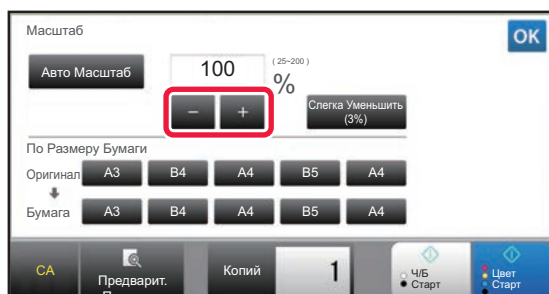 Масштаб
OK
Авто Масштаб
100
(25~200)
%
− +
Слегка Уменьшить
(3%)
По Размеру Бумаги
Оригинал A3 B4 A4 B5 A4
Бумага A3 B4 A4 B5 A4
CA
Предварит.
Копий
1
Ч/Б
Старт
Цвет
Старт